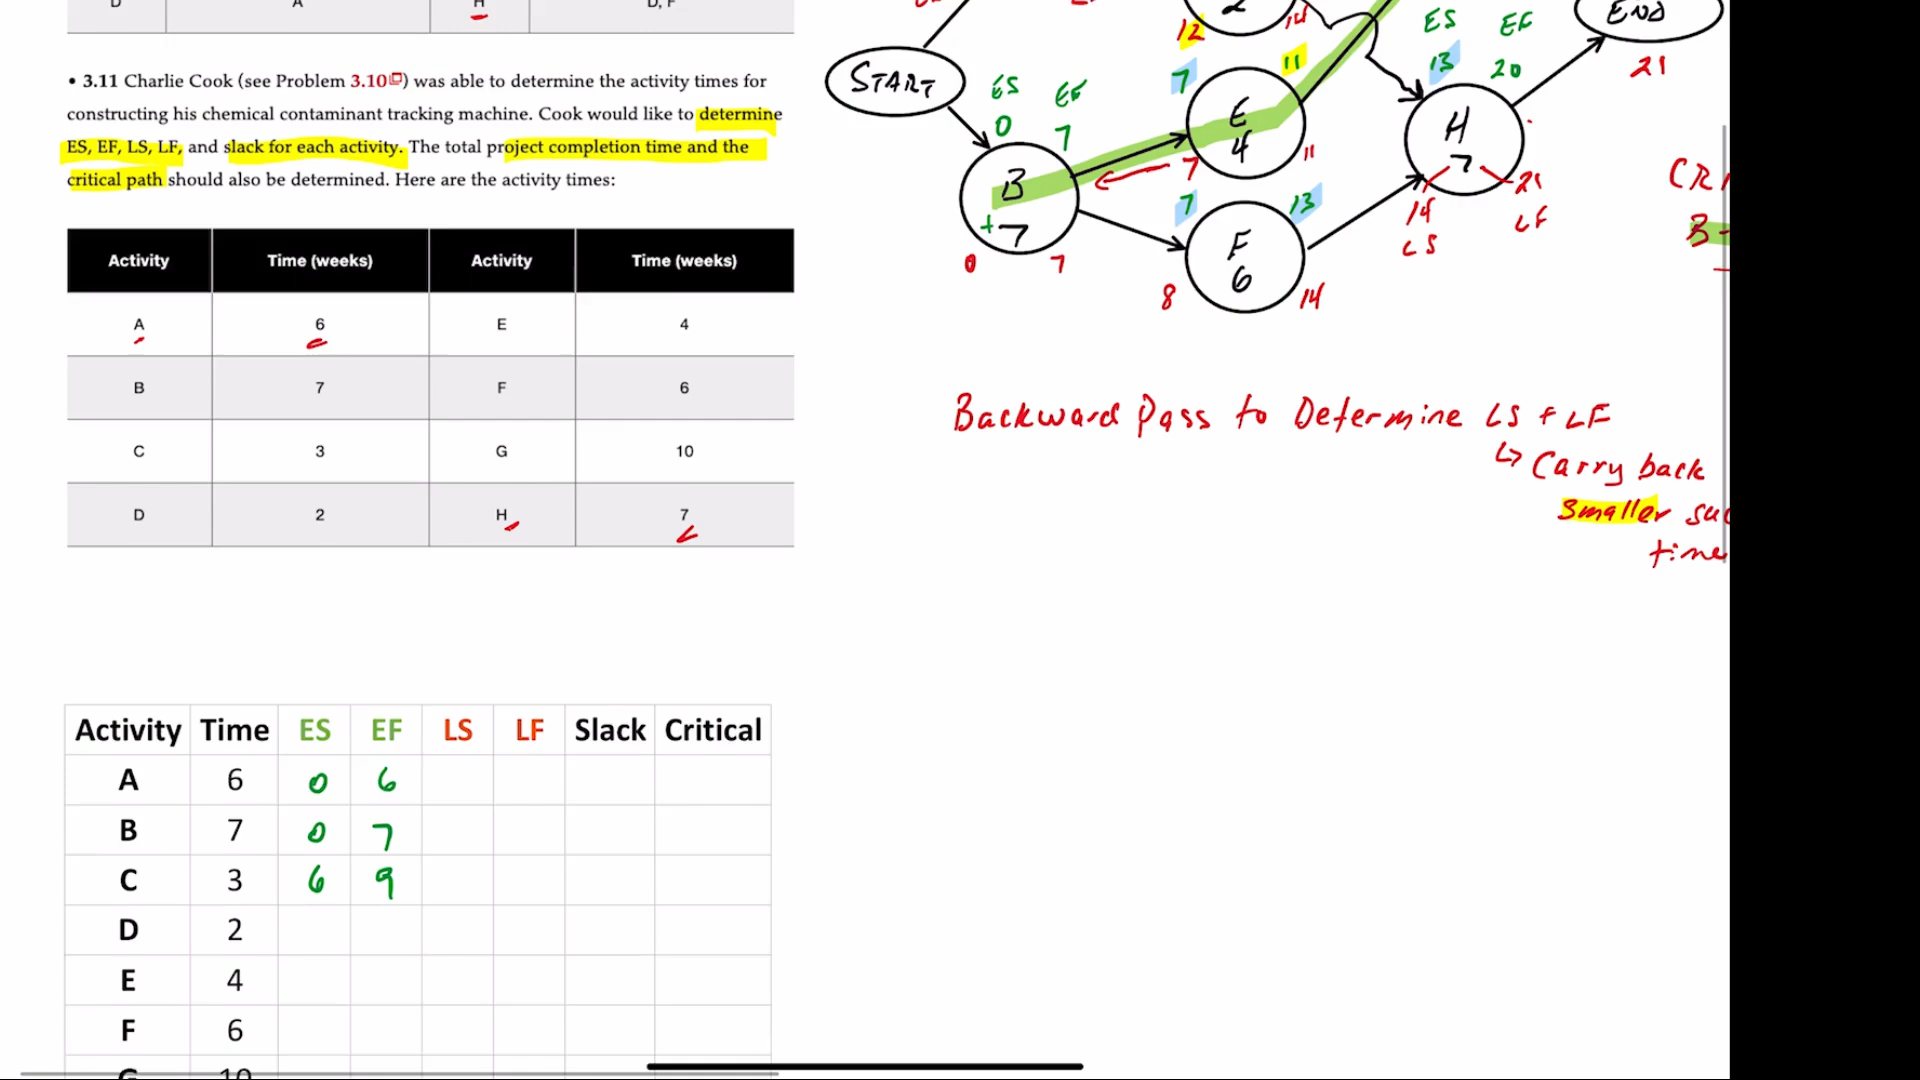 D A H D, F
• 3.11 Charlie Cook (see Problem 3.10) was able to determine the activity times for
constructing his chemical contaminant tracking machine. Cook would like to determine
ES, EF, LS, LF, and slack for each activity. The total project completion time and the
critical path should also be determined. Here are the activity times:
Activity Time (weeks) Activity Time (weeks)
A 6 E 4
B 7 F 6
C 3 G 10
D 2 H 7
Activity Time ES EF LS LF Slack Critical
A 6 0 6
B 7 0 7
C 3 6 9
D 2
E 4
F 6
G 10
START
ES EF
0 7
B
+7
0 7
2
12 14
7 11
E
4
7 11
7 13
F
6
8 14
ES EF
13 20
H
7
14 21
LS LF
END
21
B-
Backward Pass to Determine LS + LF
↳ Carry back
smaller
time